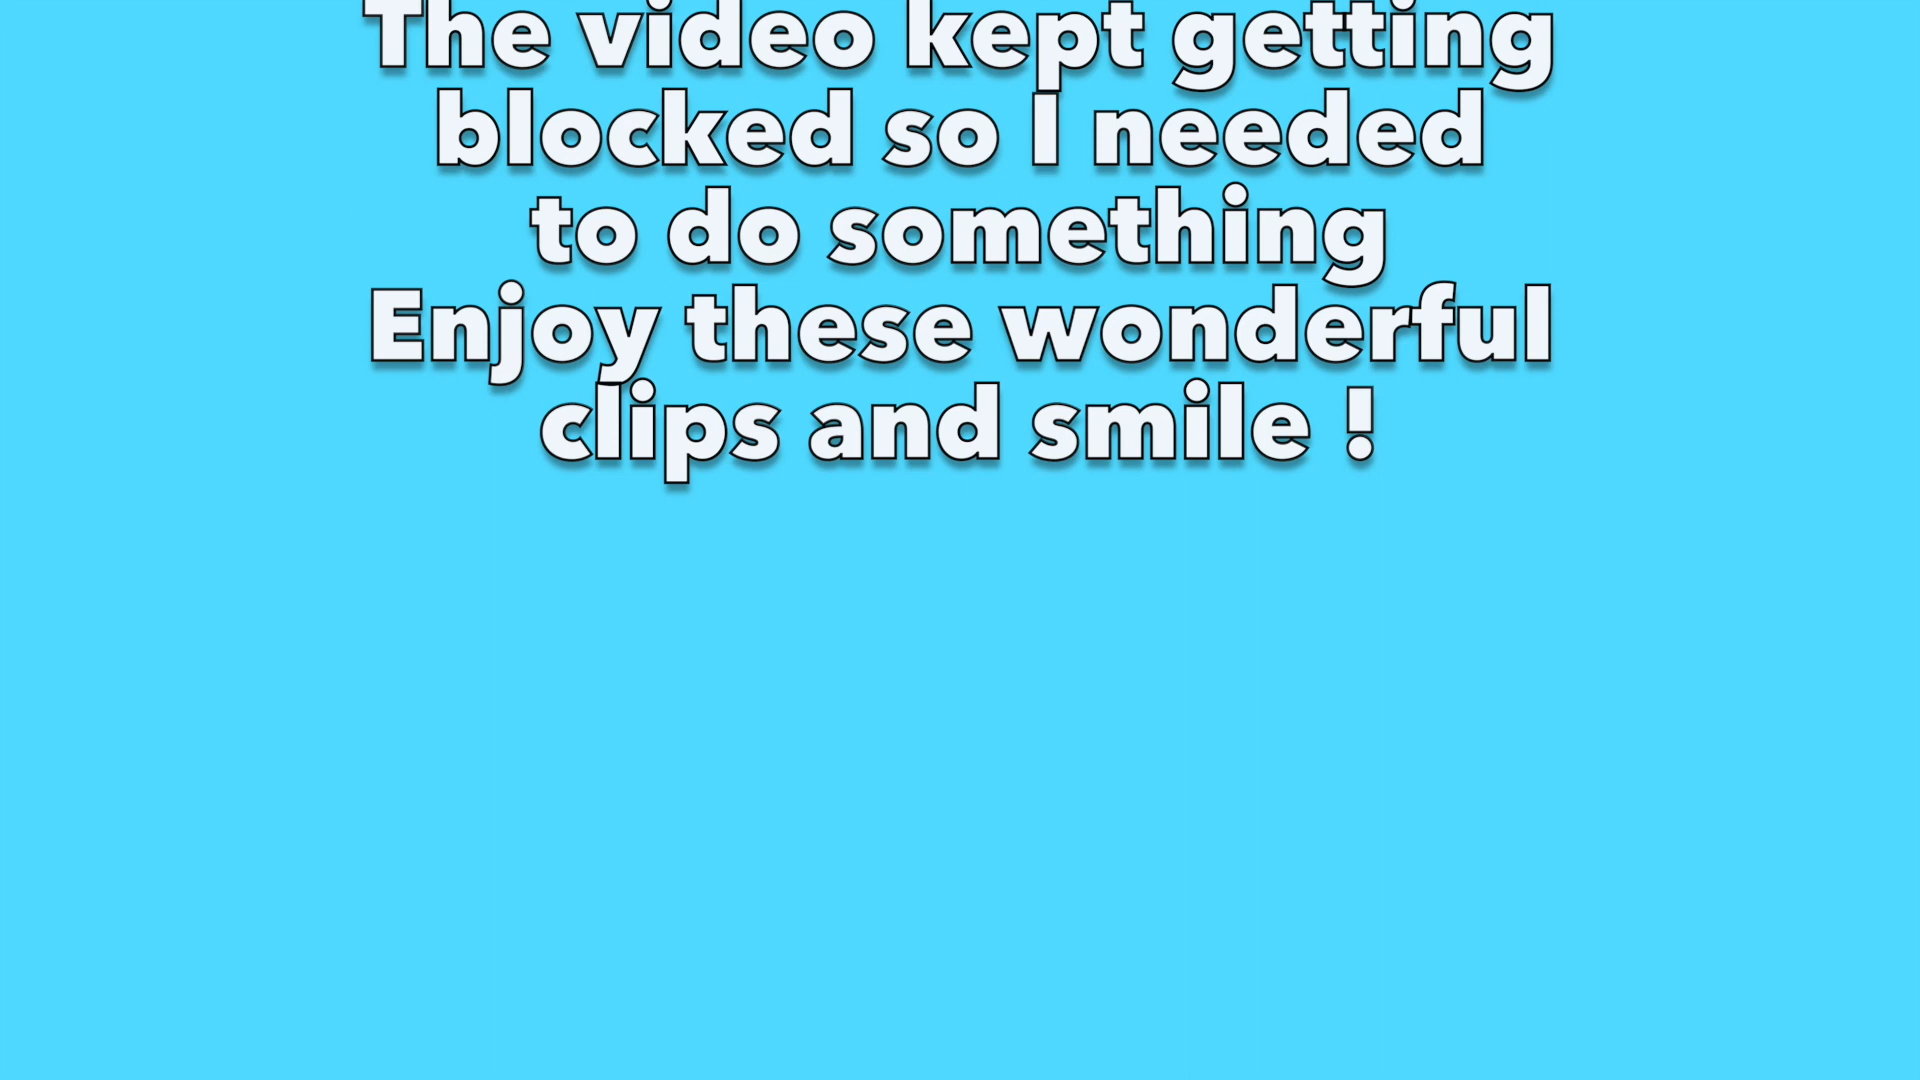 The video kept getting
blocked so I needed
to do something
Enjoy these wonderful
clips and smile !